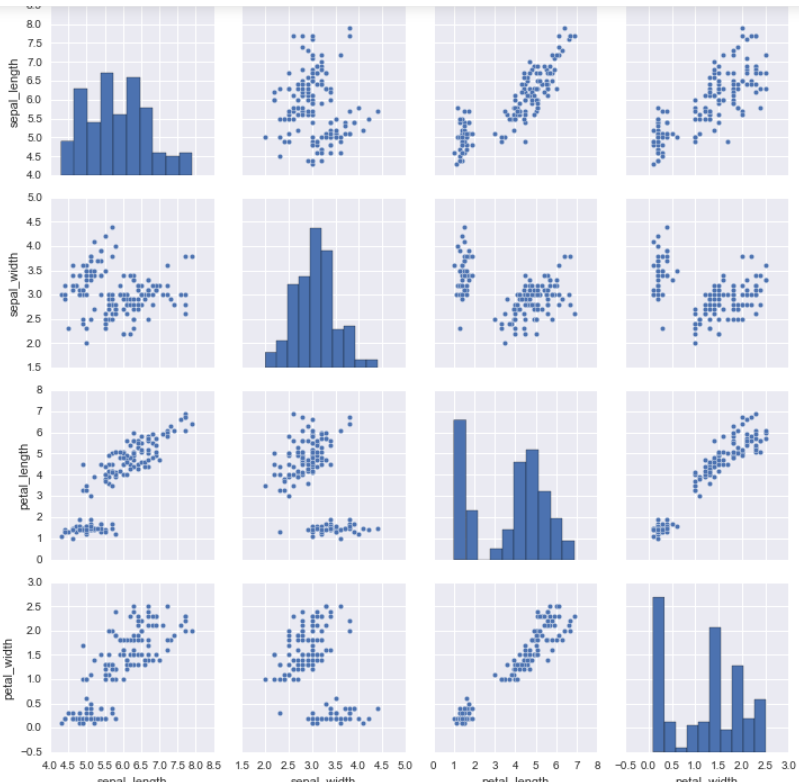 8.5
8.0
7.5
7.0
6.5
6.0
5.5
5.0
4.5
4.0
sepal_length
5.0
4.5
4.0
3.5
3.0
2.5
2.0
1.5
sepal_width
8
7
6
5
4
3
2
1
0
petal_length
3.0
2.5
2.0
1.5
1.0
0.5
0.0
−0.5
petal_width
4.0 4.5 5.0 5.5 6.0 6.5 7.0 7.5 8.0 8.5
1.5 2.0 2.5 3.0 3.5 4.0 4.5 5.0
0 1 2 3 4 5 6 7 8
−0.5 0.0 0.5 1.0 1.5 2.0 2.5 3.0
sepal_length
sepal_width
petal_length
petal_width